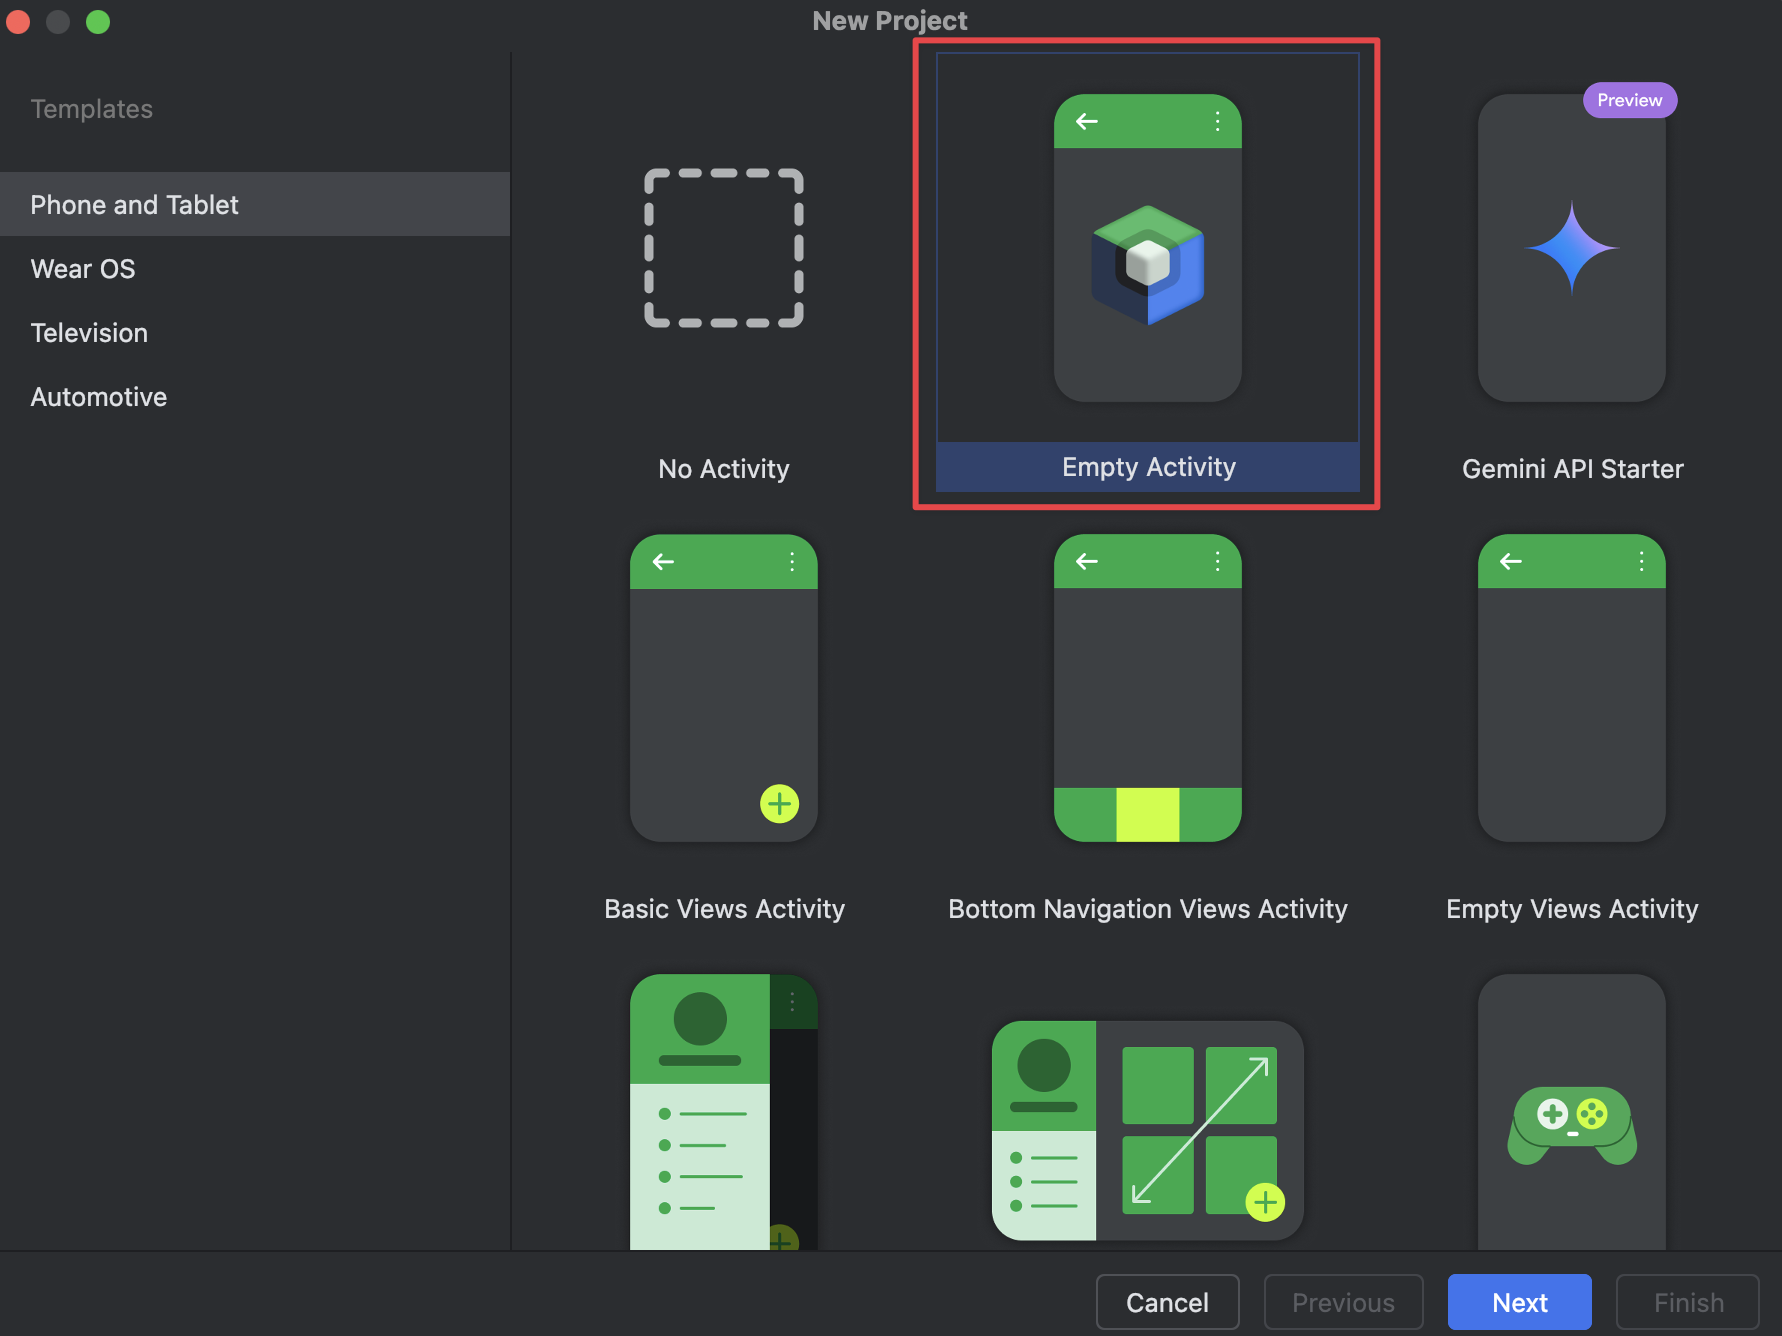 New Project
Templates
Phone and Tablet
Wear OS
Television
Automotive
Preview
No Activity
Empty Activity
Gemini API Starter
Basic Views Activity
Bottom Navigation Views Activity
Empty Views Activity
Cancel
Previous
Next
Finish